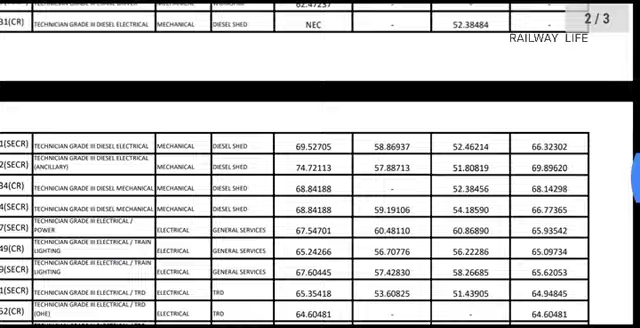 62.47237
31(CR) TECHNICIAN GRADE III DIESEL ELECTRICAL MECHANICAL DIESEL SHED NEC - 52.38484 -
2 / 3
RAILWAY LIFE
1(SECR) TECHNICIAN GRADE III DIESEL ELECTRICAL MECHANICAL DIESEL SHED 69.52705 58.86937 52.46214 66.32302
2(SECR) TECHNICIAN GRADE III DIESEL ELECTRICAL (ANCILLARY) MECHANICAL DIESEL SHED 74.72113 57.88713 51.80819 69.89620
34(CR) TECHNICIAN GRADE III DIESEL MECHANICAL MECHANICAL DIESEL SHED 68.84188 - 52.38456 68.14298
4(SECR) TECHNICIAN GRADE III DIESEL MECHANICAL MECHANICAL DIESEL SHED 68.84188 59.19106 54.18590 66.77365
7(SECR) TECHNICIAN GRADE III ELECTRICAL / POWER ELECTRICAL GENERAL SERVICES 67.54701 60.48110 60.86890 65.93542
49(CR) TECHNICIAN GRADE III ELECTRICAL / TRAIN LIGHTING ELECTRICAL GENERAL SERVICES 65.24266 56.70776 56.22286 65.09734
9(SECR) TECHNICIAN GRADE III ELECTRICAL / TRAIN LIGHTING ELECTRICAL GENERAL SERVICES 67.60445 57.42830 58.26685 65.62053
1(SECR) TECHNICIAN GRADE III ELECTRICAL / TRD ELECTRICAL TRD 65.35418 53.60825 51.43905 64.94845
52(CR) TECHNICIAN GRADE III ELECTRICAL / TRD (OHE) ELECTRICAL TRD 64.60481 - - 64.60481